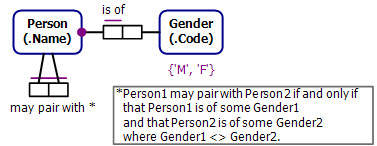 is of
Person
(.Name)
Gender
(.Code)
{'M', 'F'}
may pair with *
*Person1 may pair with Person2 if and only if
that Person1 is of some Gender1
and that Person2 is of some Gender2
where Gender1 <> Gender2.